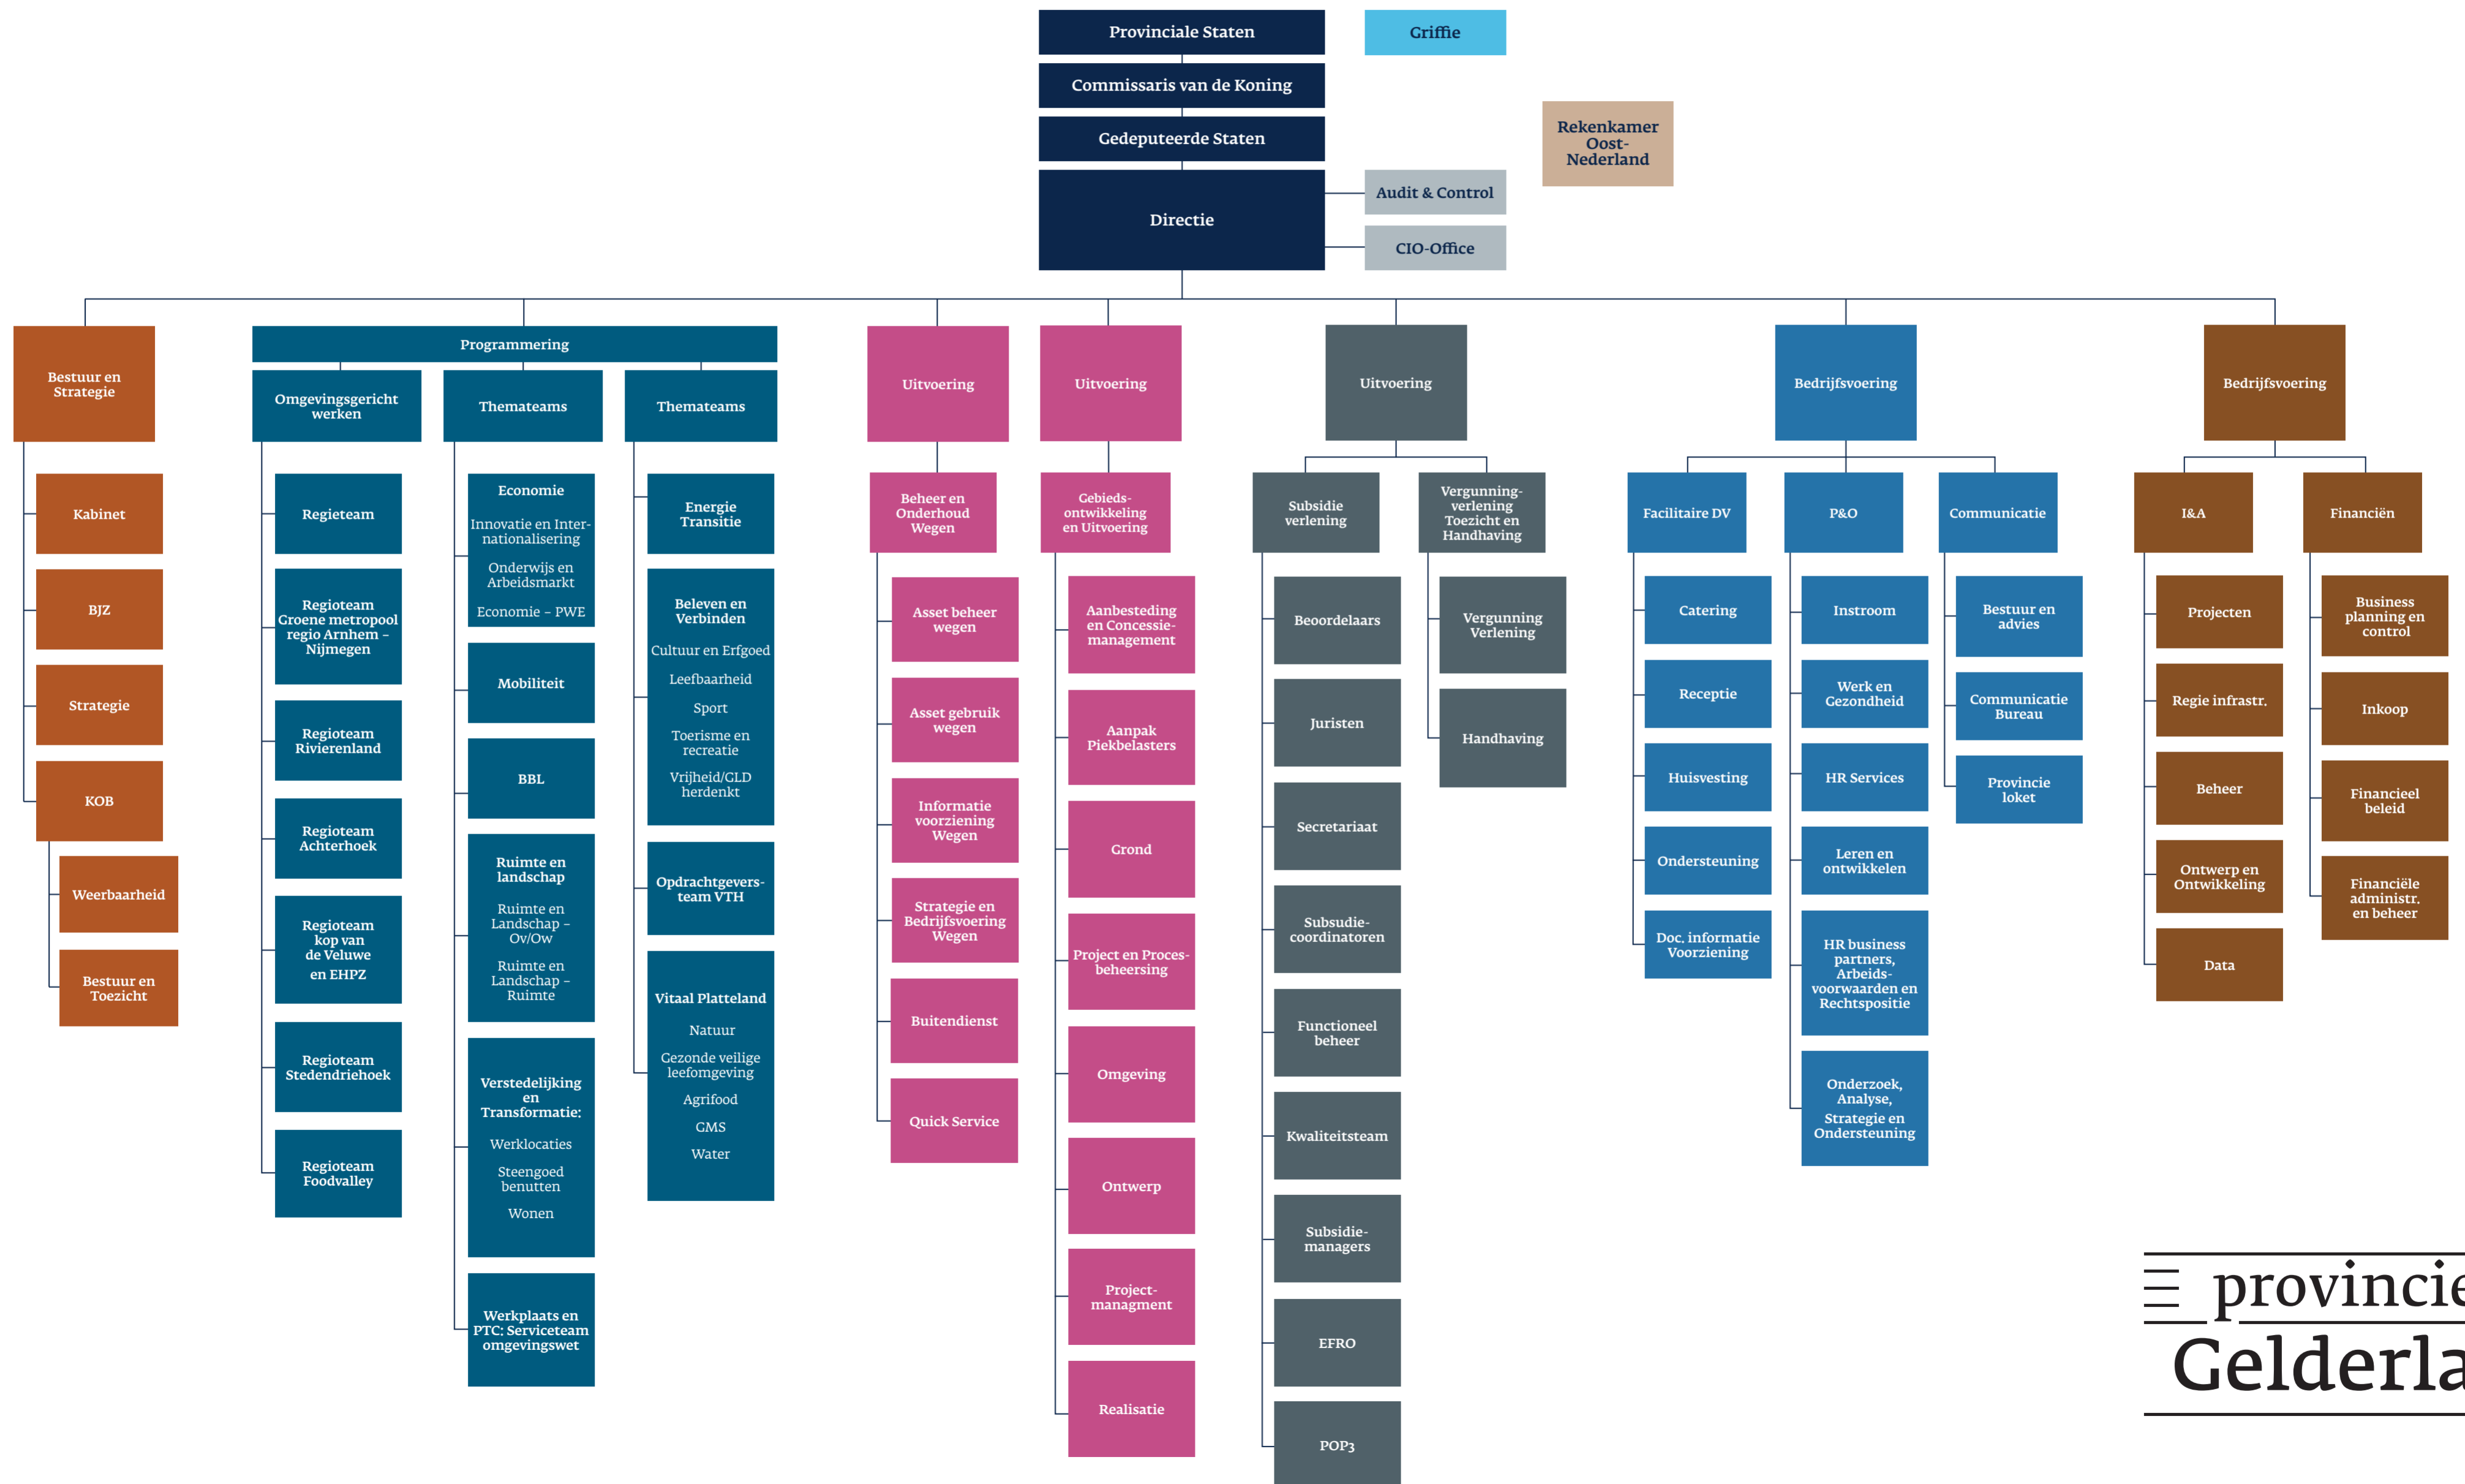 Provinciale Staten
Griffie
Commissaris van de Koning
Gedeputeerde Staten
Rekenkamer
Oost-
Nederland
Directie
Audit & Control
CIO-Office
Bestuur en
Strategie
Kabinet
BJZ
Strategie
KOB
Weerbaarheid
Bestuur en
Toezicht
Programmering
Omgevingsgericht
werken
Regieteam
Regioteam
Groene metropool
regio Arnhem –
Nijmegen
Regioteam
Rivierenland
Regioteam
Achterhoek
Regioteam
kop van
de Veluwe
en EHPZ
Regioteam
Stedendriehoek
Regioteam
Foodvalley
Themateams
Economie
Innovatie en Inter-
nationalisering
Onderwijs en
Arbeidsmarkt
Economie – PWE
Mobiliteit
BBL
Ruimte en
landschap
Ruimte en
Landschap –
Ov/Ow
Ruimte en
Landschap –
Ruimte
Verstedelijking
en
Transformatie:
Werklocaties
Steengoed
benutten
Wonen
Werkplaats en
PTC: Serviceteam
omgevingswet
Themateams
Energie
Transitie
Beleven en
Verbinden
Cultuur en Erfgoed
Leefbaarheid
Sport
Toerisme en
recreatie
Vrijheid/GLD
herdenkt
Opdrachtgevers-
team VTH
Vitaal Platteland
Natuur
Gezonde veilige
leefomgeving
Agrifood
GMS
Water
Uitvoering
Beheer en
Onderhoud
Wegen
Asset beheer
wegen
Asset gebruik
wegen
Informatie
voorziening
Wegen
Strategie en
Bedrijfsvoering
Wegen
Buitendienst
Quick Service
Uitvoering
Gebieds-
ontwikkeling
en Uitvoering
Aanbesteding
en Concessie-
management
Aanpak
Piekbelasters
Grond
Project en Proces-
beheersing
Omgeving
Ontwerp
Project-
managment
Realisatie
Uitvoering
Subsidie
verlening
Beoordelaars
Juristen
Secretariaat
Subsudie-
coordinatoren
Functioneel
beheer
Kwaliteitsteam
Subsidie-
managers
EFRO
POP3
Vergunning-
verlening
Toezicht en
Handhaving
Vergunning
Verlening
Handhaving
Bedrijfsvoering
Facilitaire DV
Catering
Receptie
Huisvesting
Ondersteuning
Doc. informatie
Voorziening
P&O
Instroom
Werk en
Gezondheid
HR Services
Leren en
ontwikkelen
HR business
partners,
Arbeids-
voorwaarden en
Rechtspositie
Onderzoek,
Analyse,
Strategie en
Ondersteuning
Communicatie
Bestuur en
advies
Communicatie
Bureau
Provincie
loket
Bedrijfsvoering
I&A
Projecten
Regie infrastr.
Beheer
Ontwerp en
Ontwikkeling
Data
Financiën
Business
planning en
control
Inkoop
Financieel
beleid
Financiële
administr.
en beheer
provincie
Gelderla